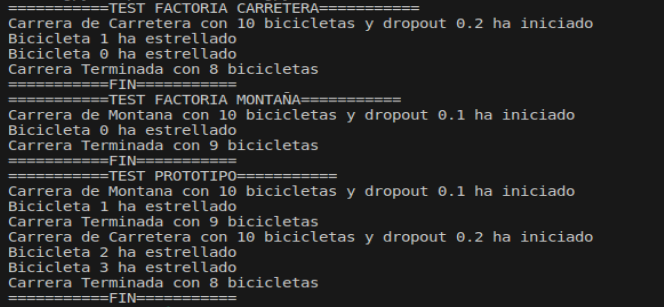 ===========TEST FACTORIA CARRETERA===========
Carrera de Carretera con 10 bicicletas y dropout 0.2 ha iniciado
Bicicleta 1 ha estrellado
Bicicleta 0 ha estrellado
Carrera Terminada con 8 bicicletas
===========FIN===========
===========TEST FACTORIA MONTAÑA===========
Carrera de Montana con 10 bicicletas y dropout 0.1 ha iniciado
Bicicleta 0 ha estrellado
Carrera Terminada con 9 bicicletas
===========FIN===========
===========TEST PROTOTIPO===========
Carrera de Montana con 10 bicicletas y dropout 0.1 ha iniciado
Bicicleta 1 ha estrellado
Carrera Terminada con 9 bicicletas
Carrera de Carretera con 10 bicicletas y dropout 0.2 ha iniciado
Bicicleta 2 ha estrellado
Bicicleta 3 ha estrellado
Carrera Terminada con 8 bicicletas
===========FIN===========